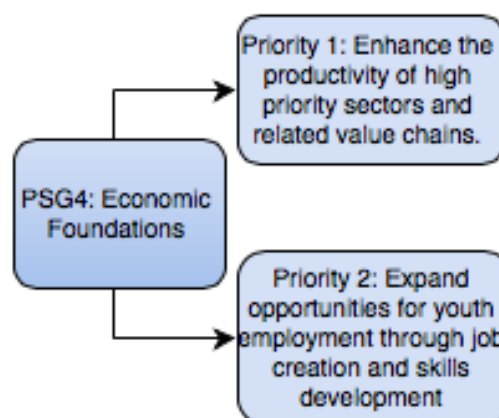 Priority 1: Enhance the
productivity of high
priority sectors and
related value chains.
PSG4: Economic
Foundations
Priority 2: Expand
opportunities for youth
employment through job
creation and skills
development